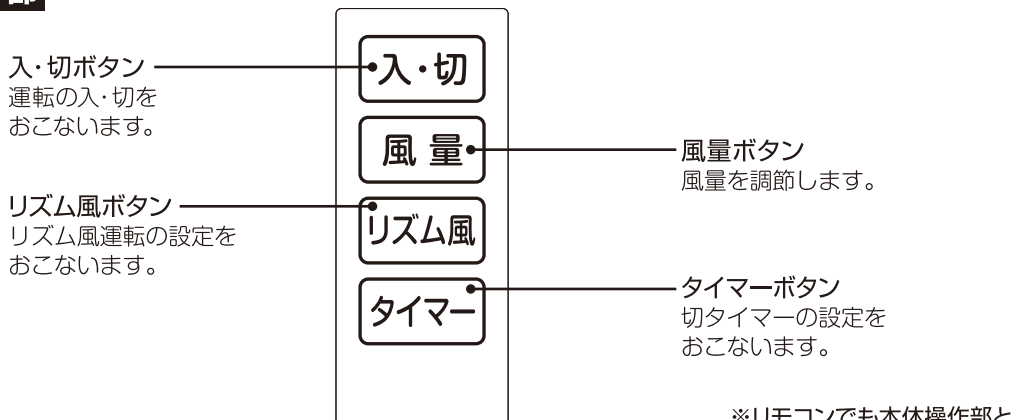 部
入・切ボタン
運転の入・切を
おこないます。
リズム風ボタン
リズム風運転の設定を
おこないます。
入・切
風 量
リズム風
タイマー
風量ボタン
風量を調節します。
タイマーボタン
切タイマーの設定を
おこないます。
※リモコンでも本体操作部と